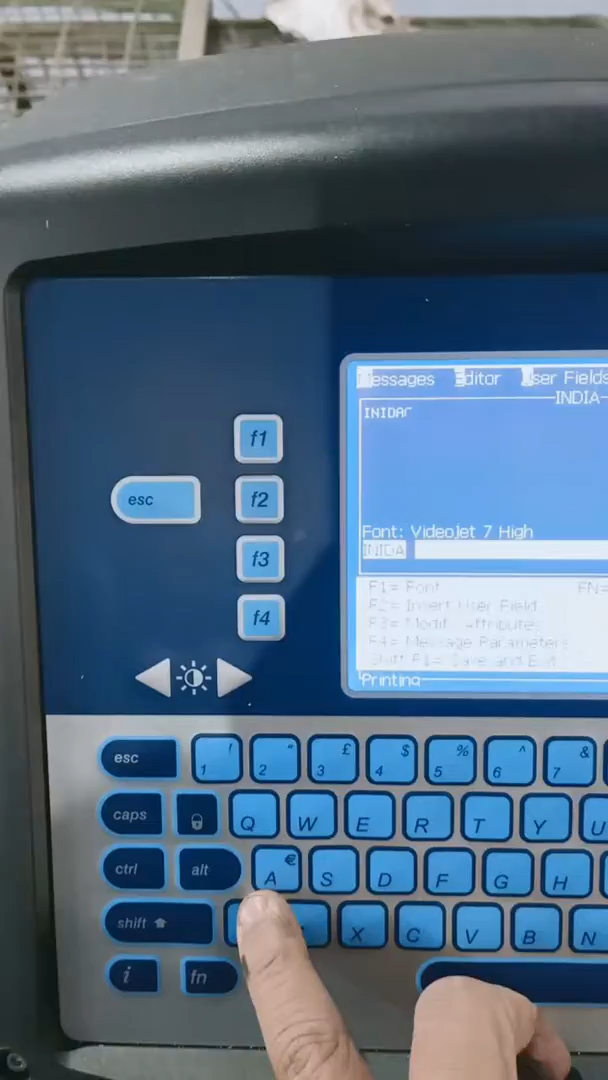 Messages Editor User Fields
INDIA
INIDA
Font: Videojet 7 High
INIDA
F1= Font FN=
F2= Insert User Field
F3= Modify Attributes
F4= Message Parameters
Shift F1= Save and Exit
Printing
f1
esc
f2
f3
f4
esc 1 ! 2 " 3 £ 4 $ 5 % 6 ^ 7 &
caps Q W E R T Y U
ctrl alt A € S D F G H
shift X C V B N
i fn